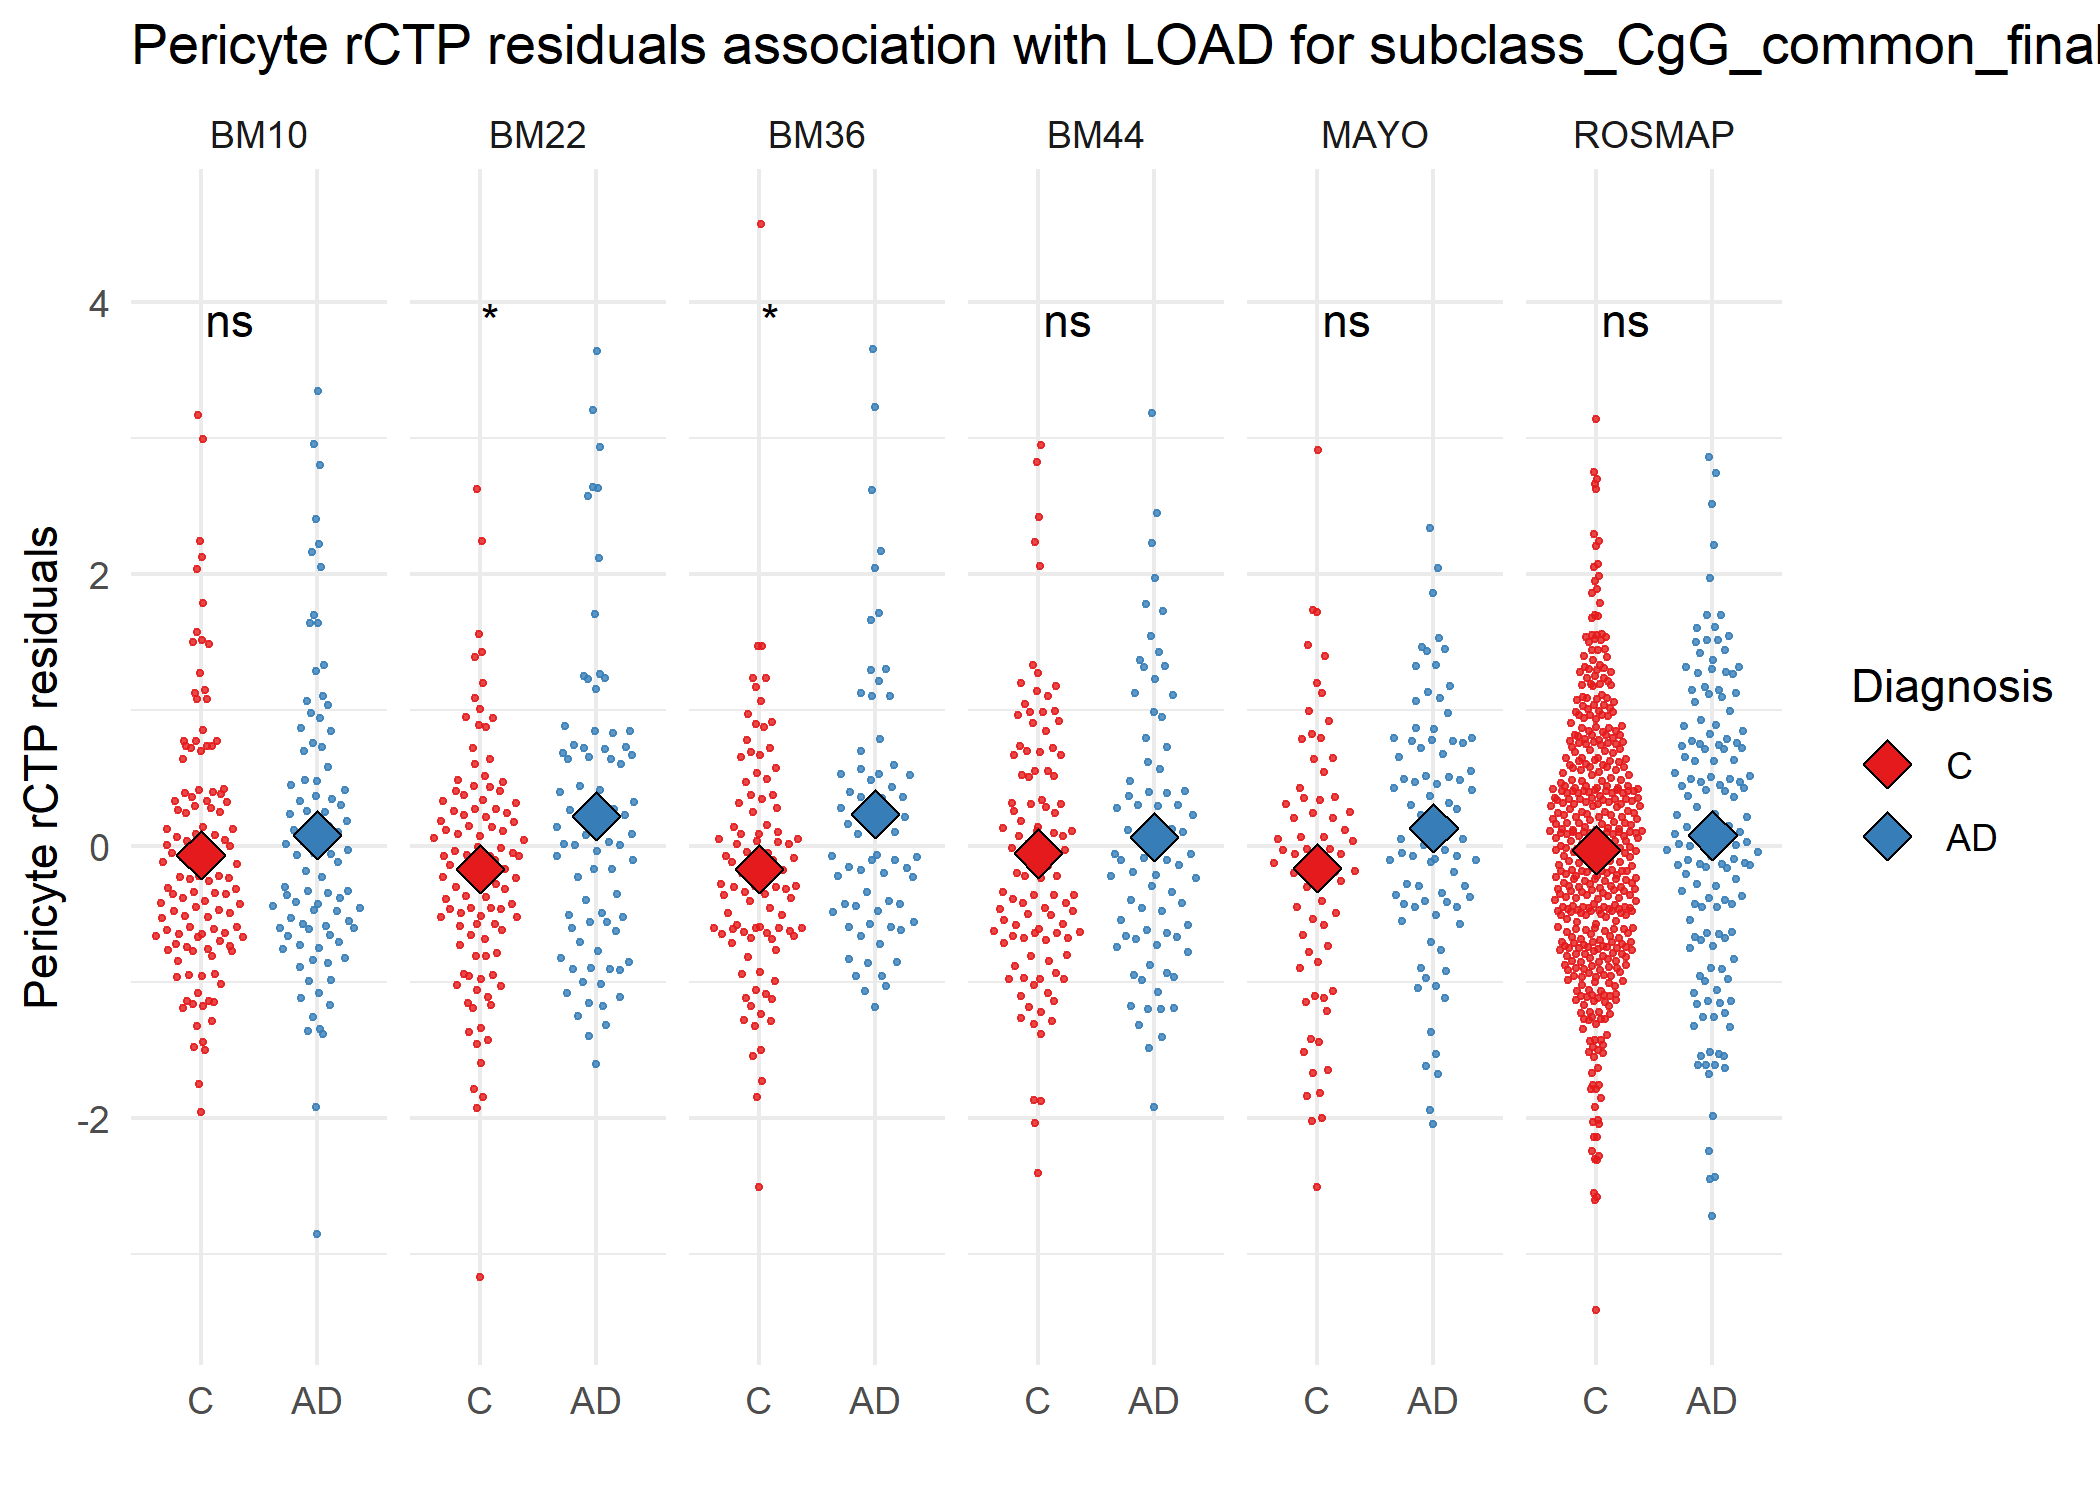 Pericyte rCTP residuals association with LOAD for subclass_CgG_common_final
BM10 BM22 BM36 BM44 MAYO ROSMAP
ns * * ns ns ns
4
2
0
-2
Pericyte rCTP residuals
C AD C AD C AD C AD C AD C AD
Diagnosis
C
AD